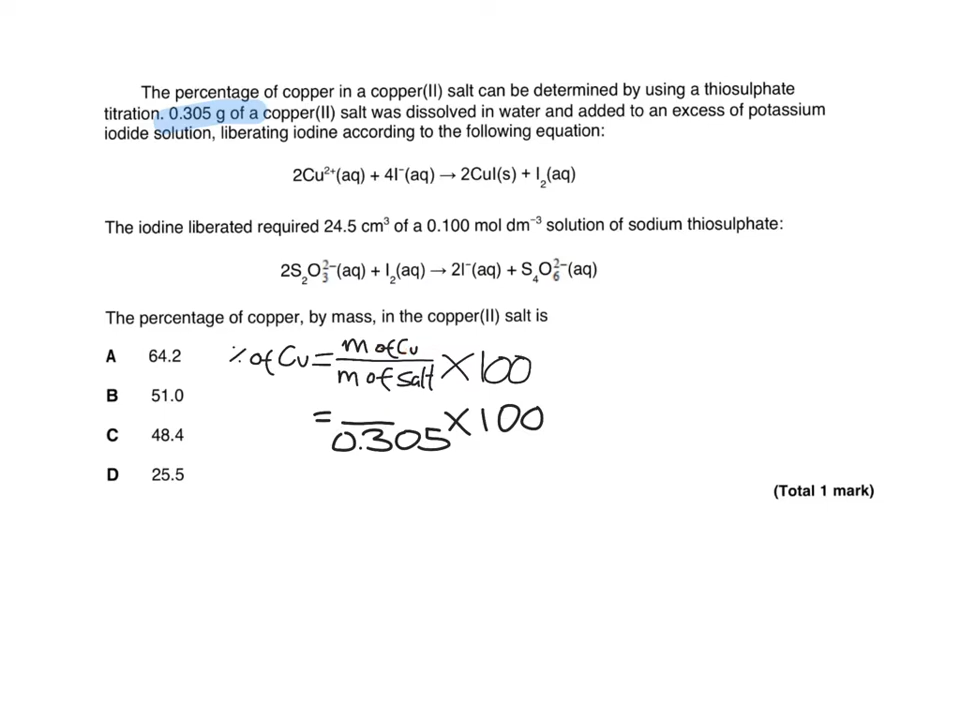 The percentage of copper in a copper(II) salt can be determined by using a thiosulphate
titration. 0.305 g of a copper(II) salt was dissolved in water and added to an excess of potassium
iodide solution, liberating iodine according to the following equation:
2Cu²⁺(aq) + 4I⁻(aq) → 2CuI(s) + I₂(aq)
The iodine liberated required 24.5 cm³ of a 0.100 mol dm⁻³ solution of sodium thiosulphate:
2S₂O₃²⁻(aq) + I₂(aq) → 2I⁻(aq) + S₄O₆²⁻(aq)
The percentage of copper, by mass, in the copper(II) salt is
A 64.2
B 51.0
C 48.4
D 25.5
% of Cu = m of Cu / m of salt × 100
= / 0.305 × 100
(Total 1 mark)